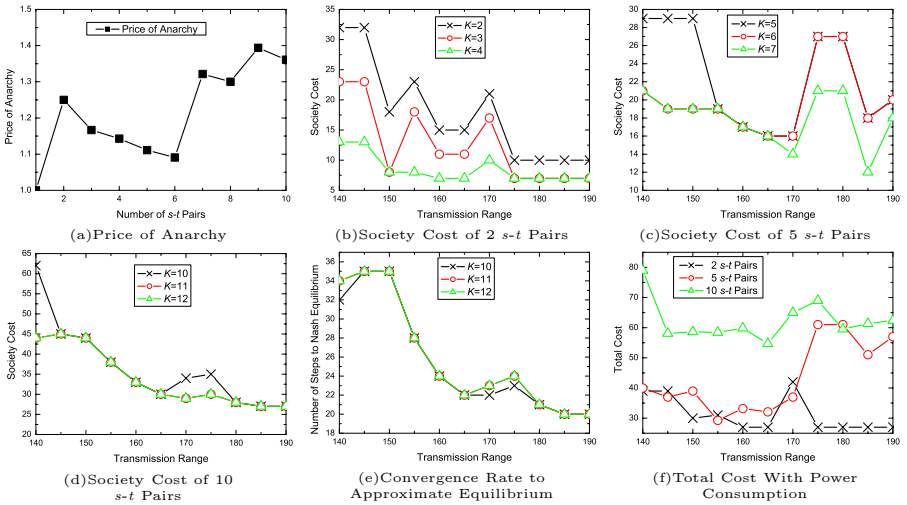 Price of Anarchy
1.5
1.4
1.3
1.2
1.1
1.0
Price of Anarchy
2
4
6
8
10
Number of s-t Pairs
(a)Price of Anarchy
35
30
25
20
15
10
5
Society Cost
K=2
K=3
K=4
140
150
160
170
180
190
Transmission Range
(b)Society Cost of 2 s-t Pairs
30
28
26
24
22
20
18
16
14
12
10
Society Cost
K=5
K=6
K=7
140
150
160
170
180
190
Transmission Range
(c)Society Cost of 5 s-t Pairs
65
60
55
50
45
40
35
30
25
20
Society Cost
K=10
K=11
K=12
140
150
160
170
180
190
Transmission Range
(d)Society Cost of 10
s-t Pairs
36
34
32
30
28
26
24
22
20
18
Number of Steps to Nash Equilibrium
K=10
K=11
K=12
140
150
160
170
180
190
Transmission Range
(e)Convergence Rate to
Approximate Equilibrium
80
70
60
50
40
30
Total Cost
2 s-t Pairs
5 s-t Pairs
10 s-t Pairs
140
150
160
170
180
190
Transmission Range
(f)Total Cost With Power
Consumption